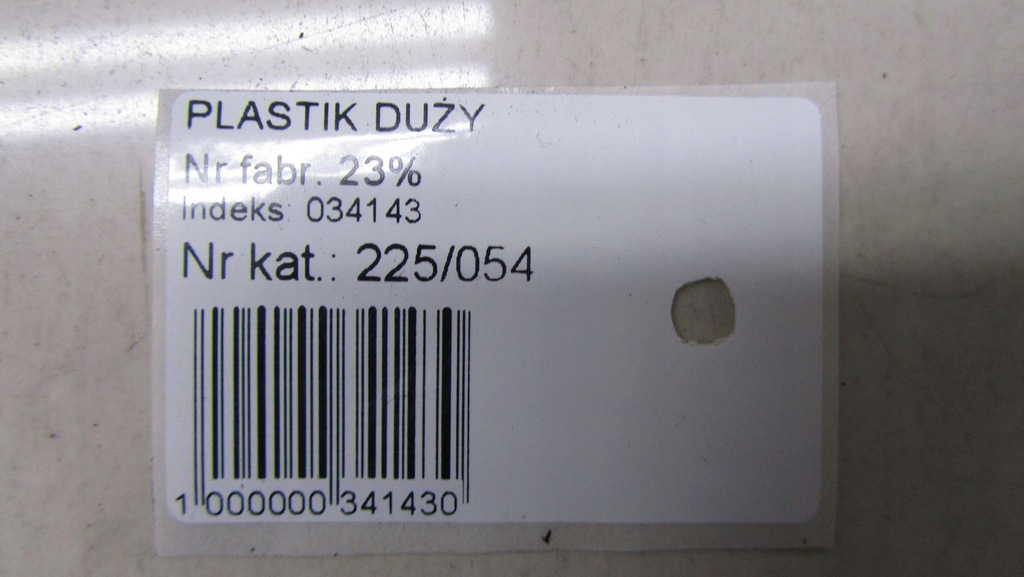 PLASTIK DUŻY
Nr fabr. 23%
Indeks: 034143
Nr kat.: 225/054
1 000000 341430